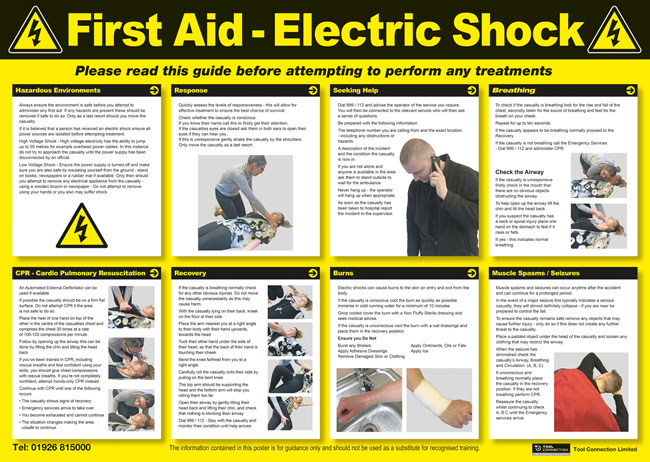 First Aid - Electric Shock
Please read this guide before attempting to perform any treatments
Hazardous Environments
Always ensure the environment is safe before you attempt to
administer any first aid. If any hazards are present these should be
removed if safe to do so. Only as a last resort should you move the
casualty.
If it is believed that a person has received an electric shock ensure all
power sources are isolated before attempting treatment
High Voltage Shock - High voltage electricity has the ability to jump
up to 50 metres for example overhead power cables. In this instance
do not try to approach the casualty until the power supply has been
disconnected by an official.
Low Voltage Shock - Ensure the power supply is turned off and make
sure you are also safe by insulating yourself from the ground - stand
on books, newspapers or a rubber mat if available. Only then should
you attempt to remove any electrical appliance from the casualty -
using a wooden broom or newspaper - Do not attempt to remove
using your hands or you also may suffer shock.
Response
Quickly assess the levels of responsiveness - this will allow for
effective treatment to ensure the best chance of survival.
Check whether the casualty is conscious.
If you know their name call this to firstly get their attention
If the casualties eyes are closed ask them in both ears to open their
eyes if they can hear you.
If this is unresponsive gently shake the casualty by the shoulders
Only move the casualty as a last resort.
Seeking Help
Dial 999 / 112 and advise the operator of the service you require.
You will then be connected to the relevant service who will then ask
a series of questions.
Be prepared with the following information
The telephone number you are calling from and the exact location
- including any obstructions or
hazards.
A description of the incident
and the condition the casualty
is now in.
If you are not alone and
anyone is available in the area
ask them to stand outside to
wait for the ambulance
Never hang up - the operator
will hang up when appropriate.
As soon as the casualty has
been taken to hospital report
the incident to the supervisor.
Breathing
To check if the casualty is breathing look for the rise and fall of the
chest, secondly listen for the sound of breathing and feel for the
breath on your cheek.
Repeat for up to ten seconds.
If the casualty appears to be breathing normally proceed to the
Recovery.
If the casualty is not breathing call the Emergency Services
- Dial 999 / 112 and administer CPR.
Check the Airway
If the casualty is unresponsive
firstly check in the mouth that
there are no obvious objects
obstructing the airway.
To help open up the airway lift the
chin and tilt the head back.
If you suspect the casualty has
a neck or spinal injury place one
hand on the stomach to feel if it
rises or falls.
If yes - this indicates normal
breathing.
CPR - Cardio Pulmonary Resuscitation
An Automated External Defibrilator can be
used if available
If possible the casualty should be on a firm flat
surface. Do not attempt CPR if the area
is not safe to do so.
Place the heel of one hand on top of the
other in the centre of the casualties chest and
compress the chest 30 times at a rate
of 100-120 compressions per minute.
Follow by opening up the airway this can be
done by lifting the chin and tilting the head
back.
If you've been trained in CPR, including
rescue breaths and feel confident using your
skills, you should give chest compressions
with rescue breaths. If you're not completely
confident, attempt hands-only CPR instead
Continue with CPR until one of the following
occurs
• The casualty shows signs of recovery
• Emergency services arrive to take over
• You become exhausted and cannot continue
• The situation changes making the area
unsafe to continue
Recovery
If the casualty is breathing normally check
for any other obvious injuries. Do not move
the casualty unnecessarily as this may
cause harm.
With the casualty lying on their back, kneel
on the floor at their side
Place the arm nearest you at a right angle
to their body with their hand upwards,
towards the head
Tuck their other hand under the side of
their head, so that the back of their hand is
touching their cheek
Bend the knee farthest from you to a
right angle
Carefully roll the casualty onto their side by
pulling on the bent knee
The top arm should be supporting the
head and the bottom arm will stop you
rolling them too far
Open their airway by gently tilting their
head back and lifting their chin, and check
that nothing is blocking their airway
Dial 999 / 112 - Stay with the casualty and
monitor their condition until help arrives
Burns
Electric shocks can cause burns to the skin on entry and exit from the
body.
If the casualty is conscious cool the burn as quickly as possible
immerse in cold running water for a minimum of 10 minutes
Once cooled cover the burn with a Non Fluffy Sterile dressing and
seek medical advice.
If the casualty is unconscious cool the burn with a wet dressings and
place them in the recovery position.
Ensure you Do Not
Burst any Blisters
Apply Adhesive Dressings
Remove Damaged Skin or Clothing
Apply Ointments, Oils or Fats
Apply Ice
Muscle Spasms / Seizures
Muscle spasms and seizures can occur anytime after the accident
and can continue for a prolonged period.
In the event of a major seizure this typically indicates a serious
casualty, they will almost definitely collapse - if you are near be
prepared to control the fall.
To ensure the casualty remains safe remove any objects that may
cause further injury - only do so if this does not create any further
threat to the casualty
Place a padded object under the head of the casualty and loosen any
clothing that may restrict the airway.
When the seizure has
diminished check the
casualty's Airway, Breathing
and Circulation. (A, B, C)
If unconscious and
breathing normally place
the casualty in the recovery
position. If they are not
breathing perform CPR.
Reassure the casualty
whilst continuing to check
A, B C until the Emergency
services arrive
Tel: 01926 815000
The information contained in this poster is for guidance only and should not be used as a substitute for recognised training.
TOOL
CONNECTION
Tool Connection Limited